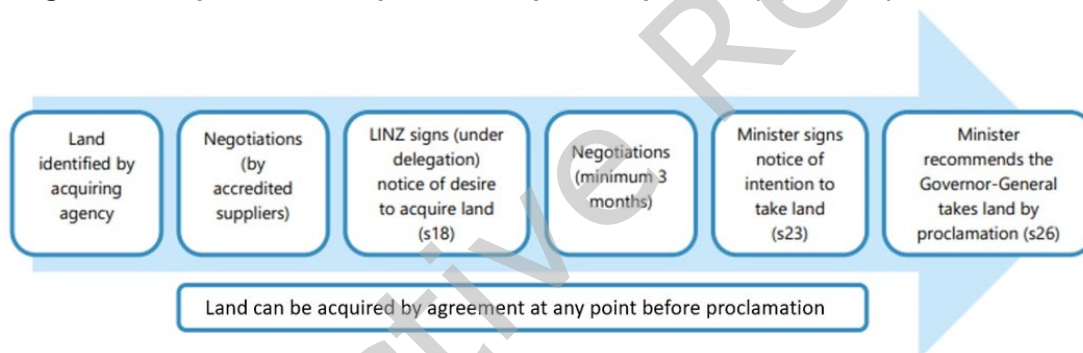 Land
identified by
acquiring
agency
Negotiations
(by
accredited
suppliers)
LINZ signs (under
delegation)
notice of desire
to acquire land
(s18)
Negotiations
(minimum 3
months)
Minister signs
notice of
intention to
take land
(s23)
Minister
recommends the
Governor-General
takes land by
proclamation (s26)
Land can be acquired by agreement at any point before proclamation